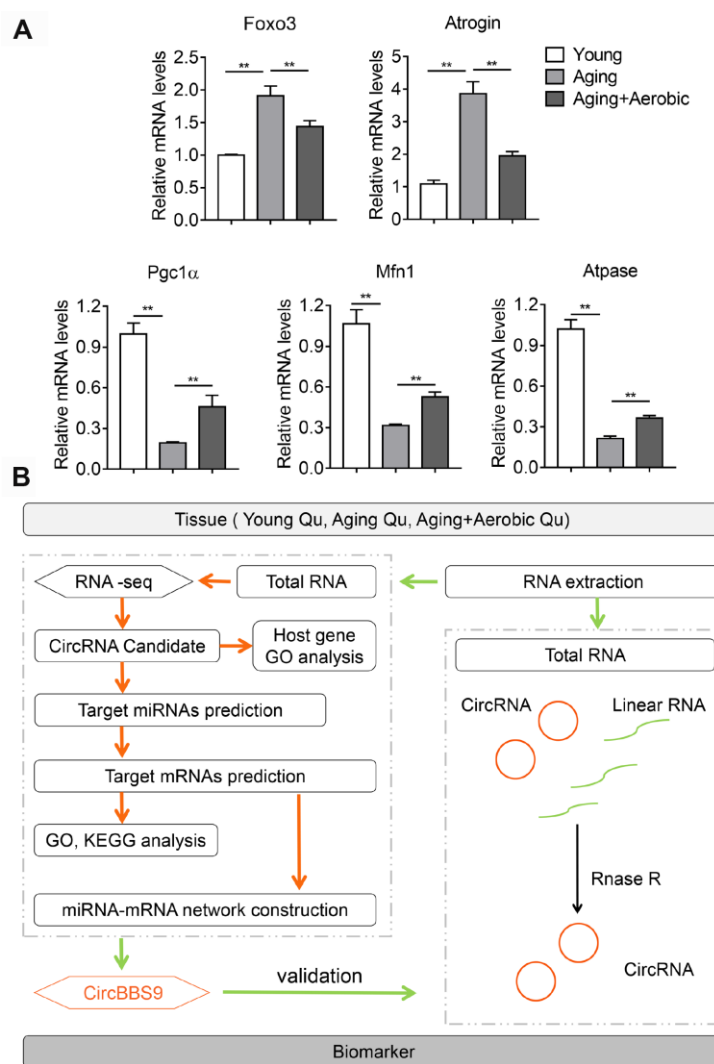 A
Foxo3
Relative mRNA levels
2.5
2.0
1.5
1.0
0.5
0.0
**
**
Atrogin
Relative mRNA levels
5
4
3
2
1
0
**
**
Young
Aging
Aging+Aerobic
Pgc1α
Relative mRNA levels
1.2
0.9
0.6
0.3
0.0
**
**
Mfn1
Relative mRNA levels
1.2
0.9
0.6
0.3
0.0
**
**
Atpase
Relative mRNA levels
1.2
0.9
0.6
0.3
0.0
**
**
B
Tissue ( Young Qu, Aging Qu, Aging+Aerobic Qu)
RNA -seq
Total RNA
RNA extraction
CircRNA Candidate
Host gene
GO analysis
Target miRNAs prediction
Target mRNAs prediction
GO, KEGG analysis
miRNA-mRNA network construction
Total RNA
CircRNA
Linear RNA
Rnase R
CircRNA
CircBBS9
validation
Biomarker